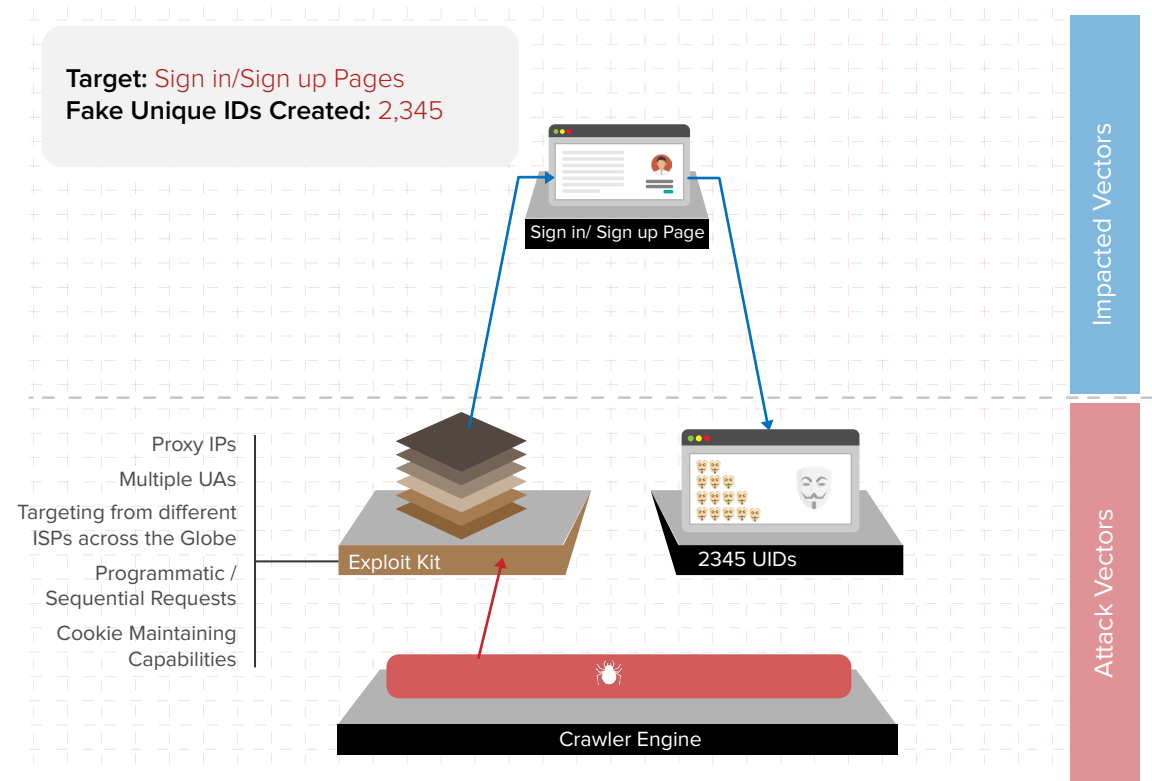 Target: Sign in/Sign up Pages
Fake Unique IDs Created: 2,345
Sign in/ Sign up Page
Impacted Vectors
Proxy IPs
Multiple UAs
Targeting from different
ISPs across the Globe
Programmatic /
Sequential Requests
Cookie Maintaining
Capabilities
Exploit Kit
2345 UIDs
Attack Vectors
Crawler Engine